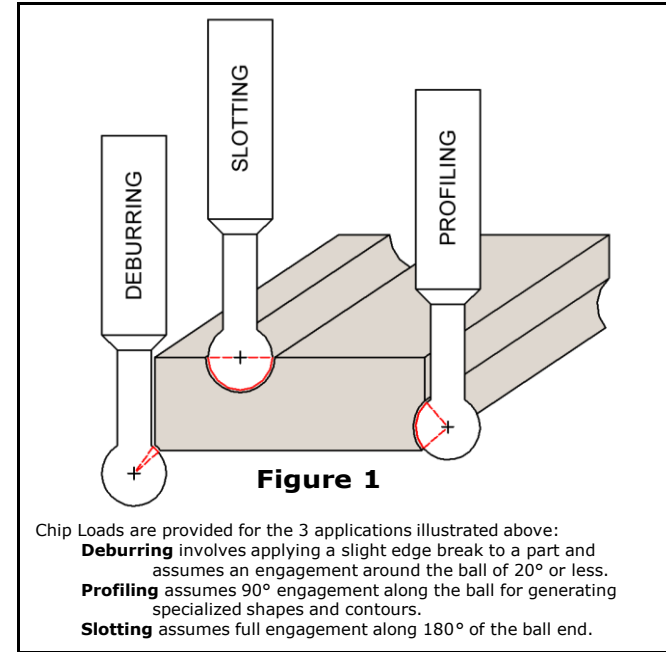 SLOTTING
PROFILING
DEBURRING
Figure 1
Chip Loads are provided for the 3 applications illustrated above:
Deburring involves applying a slight edge break to a part and
assumes an engagement around the ball of 20° or less.
Profiling assumes 90° engagement along the ball for generating
specialized shapes and contours.
Slotting assumes full engagement along 180° of the ball end.